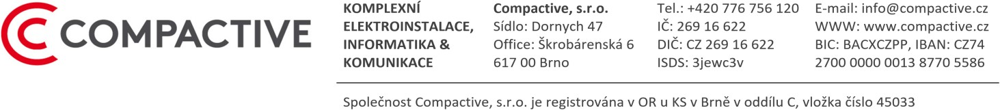 COMPACTIVE
KOMPLEXNÍ
ELEKTROINSTALACE,
INFORMATIKA &
KOMUNIKACE
Compactive, s.r.o.
Sídlo: Dornych 47
Office: Škrobárenská 6
617 00 Brno
Tel.: +420 776 756 120
IČ: 269 16 622
DIČ: CZ 269 16 622
ISDS: 3jewc3v
E-mail: info@compactive.cz
WWW: www.compactive.cz
BIC: BACXCZPP, IBAN: CZ74
2700 0000 0013 8770 5586
Společnost Compactive, s.r.o. je registrována v OR u KS v Brně v oddílu C, vložka číslo 45033